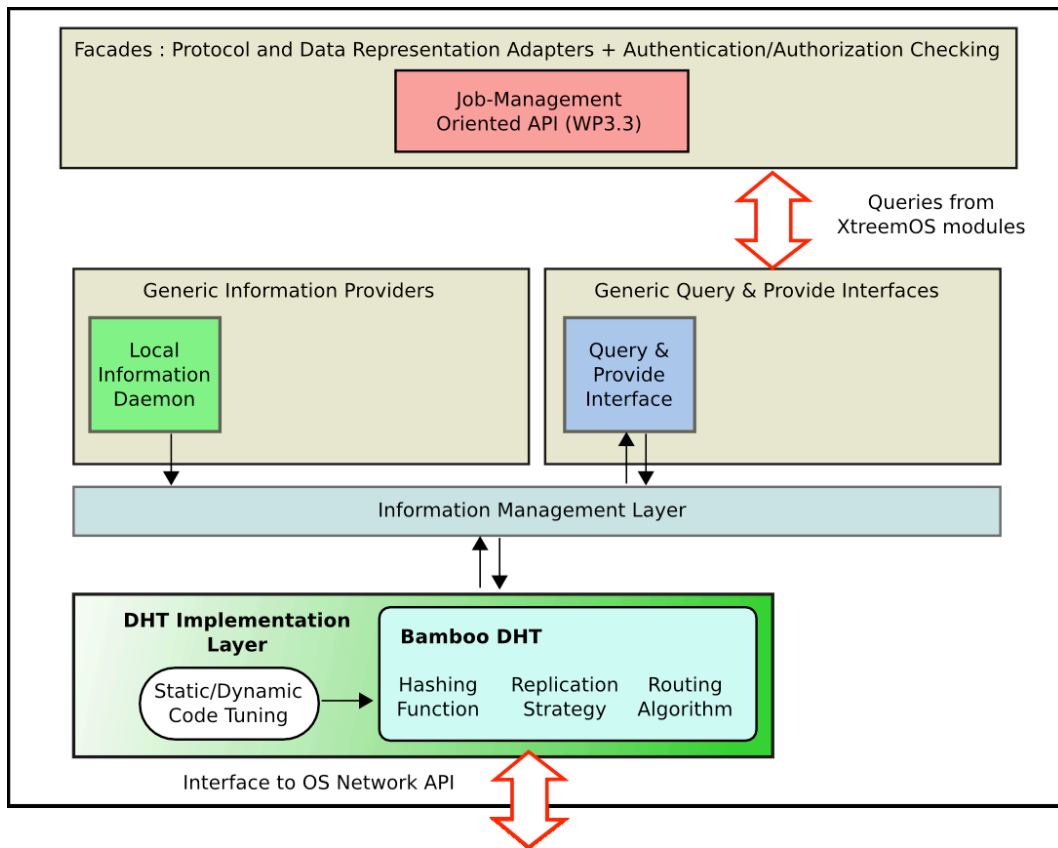 Facades : Protocol and Data Representation Adapters + Authentication/Authorization Checking
Job-Management
Oriented API (WP3.3)
Queries from
XtreemOS modules
Generic Information Providers
Local
Information
Daemon
Generic Query & Provide Interfaces
Query &
Provide
Interface
Information Management Layer
DHT Implementation
Layer
Static/Dynamic
Code Tuning
Bamboo DHT
Hashing
Function
Replication
Strategy
Routing
Algorithm
Interface to OS Network API